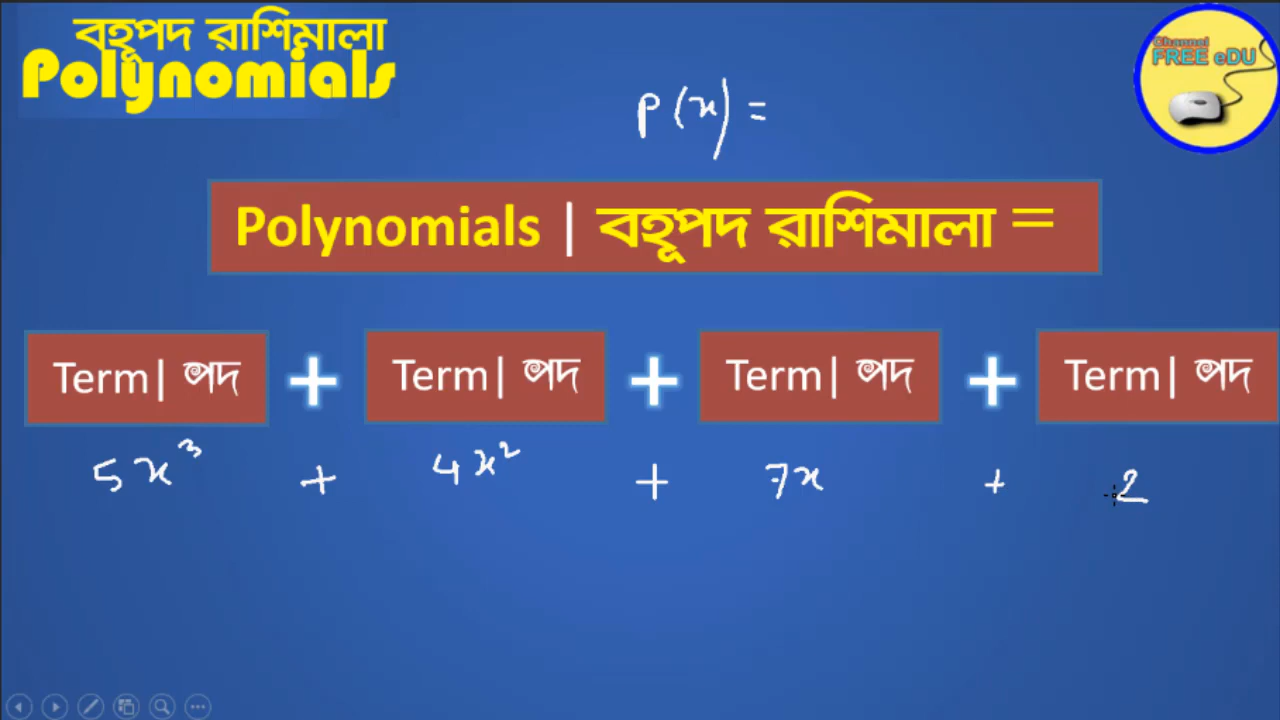 বহূপদ রাশিমালা
Polynomials
Channel
FREE eDU
P(x) =
Polynomials | বহূপদ রাশিমালা =
Term| পদ + Term| পদ + Term| পদ + Term| পদ
5x³ + 4x² + 7x + 2